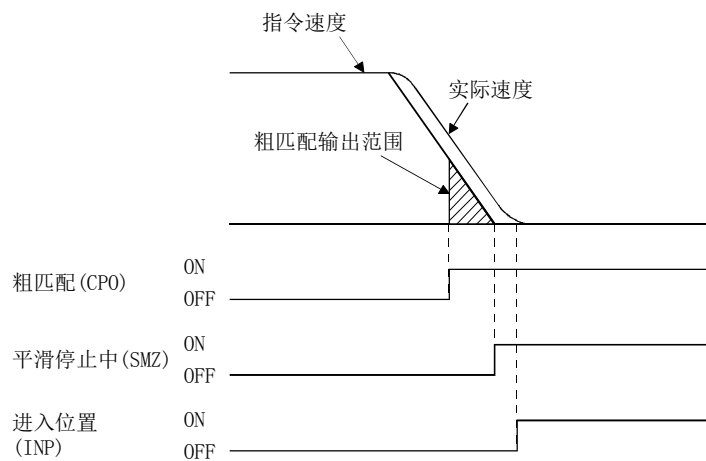 指令速度
实际速度
粗匹配输出范围
粗匹配(CPO)
ON
OFF
平滑停止中(SMZ)
ON
OFF
进入位置
(INP)
ON
OFF